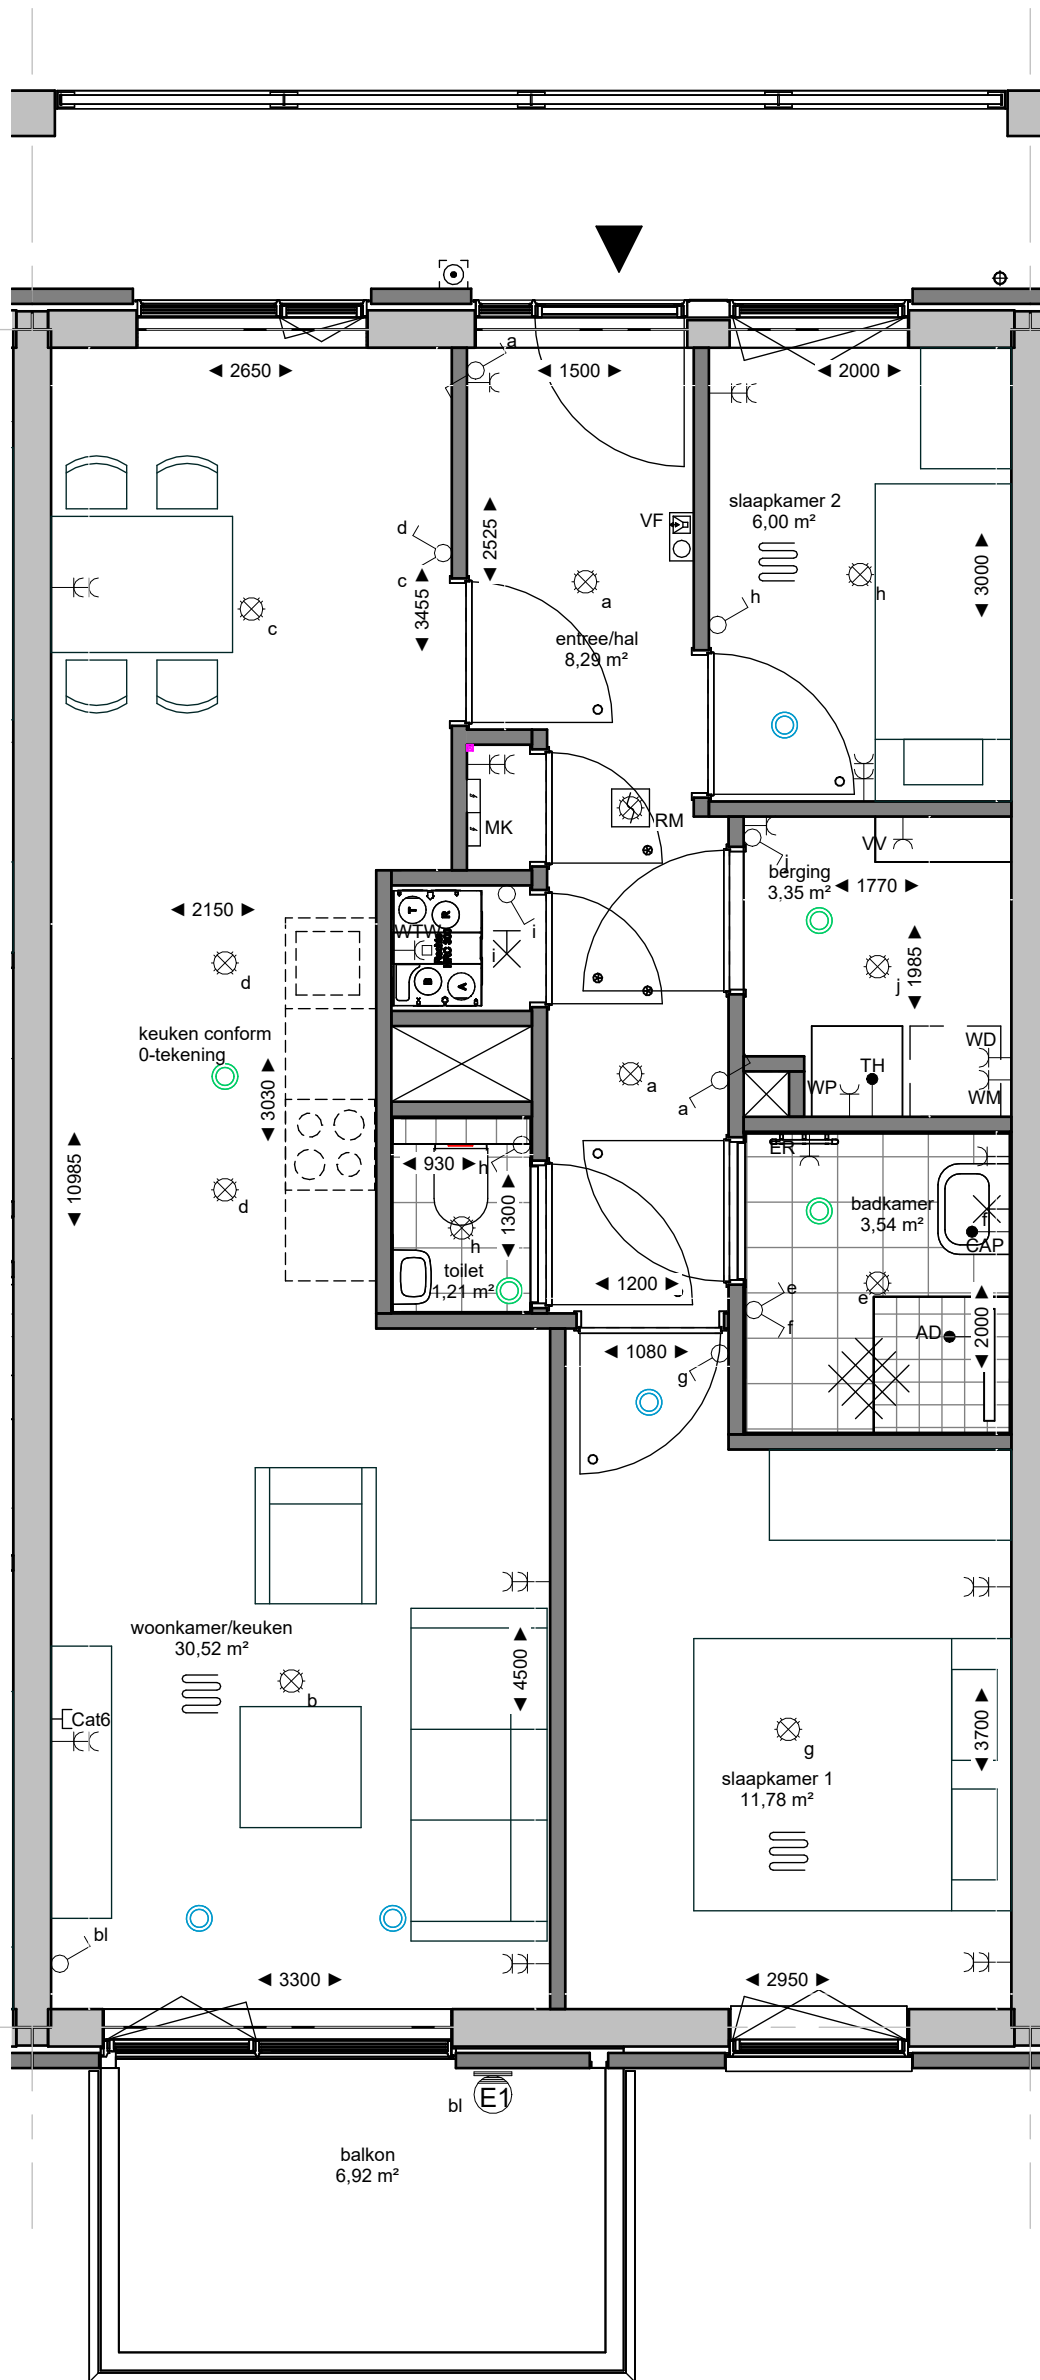 a
◄ 2650 ►
◄ 1500 ►
◄ 2000 ►
slaapkamer 2
6,00 m²
VF
d
◄ 2525 ►
◄ 3000 ►
c
◄ 3455 ►
h
h
a
c
entree/hal
8,29 m²
MK
RM
VV
j
berging
3,35 m²
◄ 1770 ►
◄ 2150 ►
T
R
WTW
i
i
B
A
d
j
◄ 1985 ►
keuken conform
0-tekening
WD
TH
WP
WM
◄ 3030 ►
a
a
◄ 10985 ►
◄ 930 ►
h
ER
◄ 1300 ►
badkamer
3,54 m²
d
f
h
CAP
toilet
1,21 m²
◄ 1200 ►
e
e
f
AD
◄ 2000 ►
◄ 1080 ►
g
woonkamer/keuken
30,52 m²
◄ 4500 ►
b
Cat6
◄ 3700 ►
g
slaapkamer 1
11,78 m²
bl
◄ 3300 ►
◄ 2950 ►
E1
bl
balkon
6,92 m²